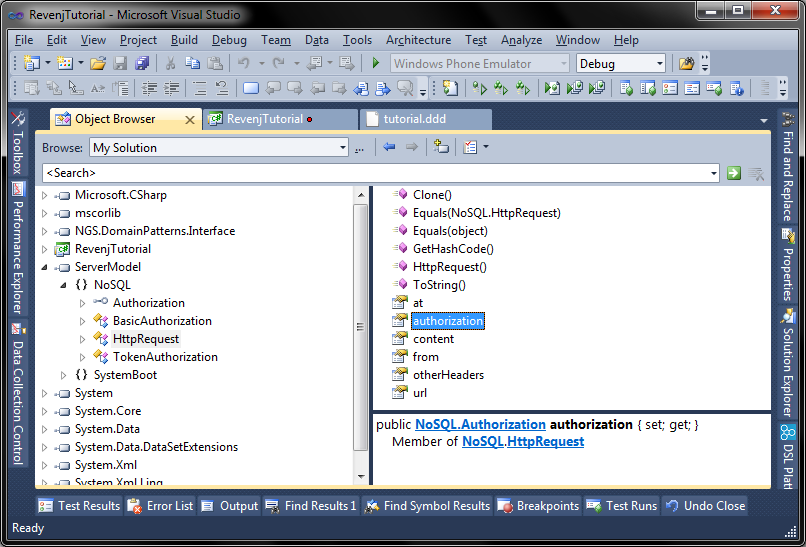 RevenjTutorial - Microsoft Visual Studio
File Edit View Project Build Debug Team Data Tools Architecture Test Analyze Window Help
Windows Phone Emulator Debug
Object Browser RevenjTutorial tutorial.ddd
Browse: My Solution ...
<Search>
Microsoft.CSharp
mscorlib
NGS.DomainPatterns.Interface
RevenjTutorial
ServerModel
{} NoSQL
Authorization
BasicAuthorization
HttpRequest
TokenAuthorization
{} SystemBoot
System
System.Core
System.Data
System.Data.DataSetExtensions
System.Xml
System.Xml.Linq
Clone()
Equals(NoSQL.HttpRequest)
Equals(object)
GetHashCode()
HttpRequest()
ToString()
at
authorization
content
from
otherHeaders
url
public NoSQL.Authorization authorization { set; get; }
Member of NoSQL.HttpRequest
Toolbox
Performance Explorer
Data Collection Control
Find and Replace
Properties
Solution Explorer
DSL Platf
Test Results Error List Output Find Results 1 Find Symbol Results Breakpoints Test Runs Undo Close
Ready